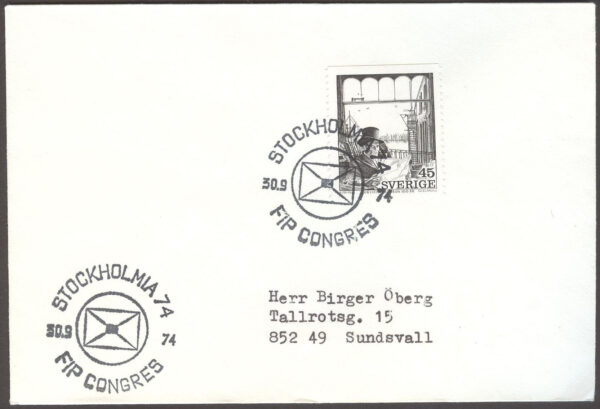 45
SVERIGE
STOCKHOLMIA 74
30.9 74
FIP CONGRES
Herr Birger Öberg
Tallrotsg. 15
852 49 Sundsvall
STOCKHOLMIA 74
30.9 74
FIP CONGRES